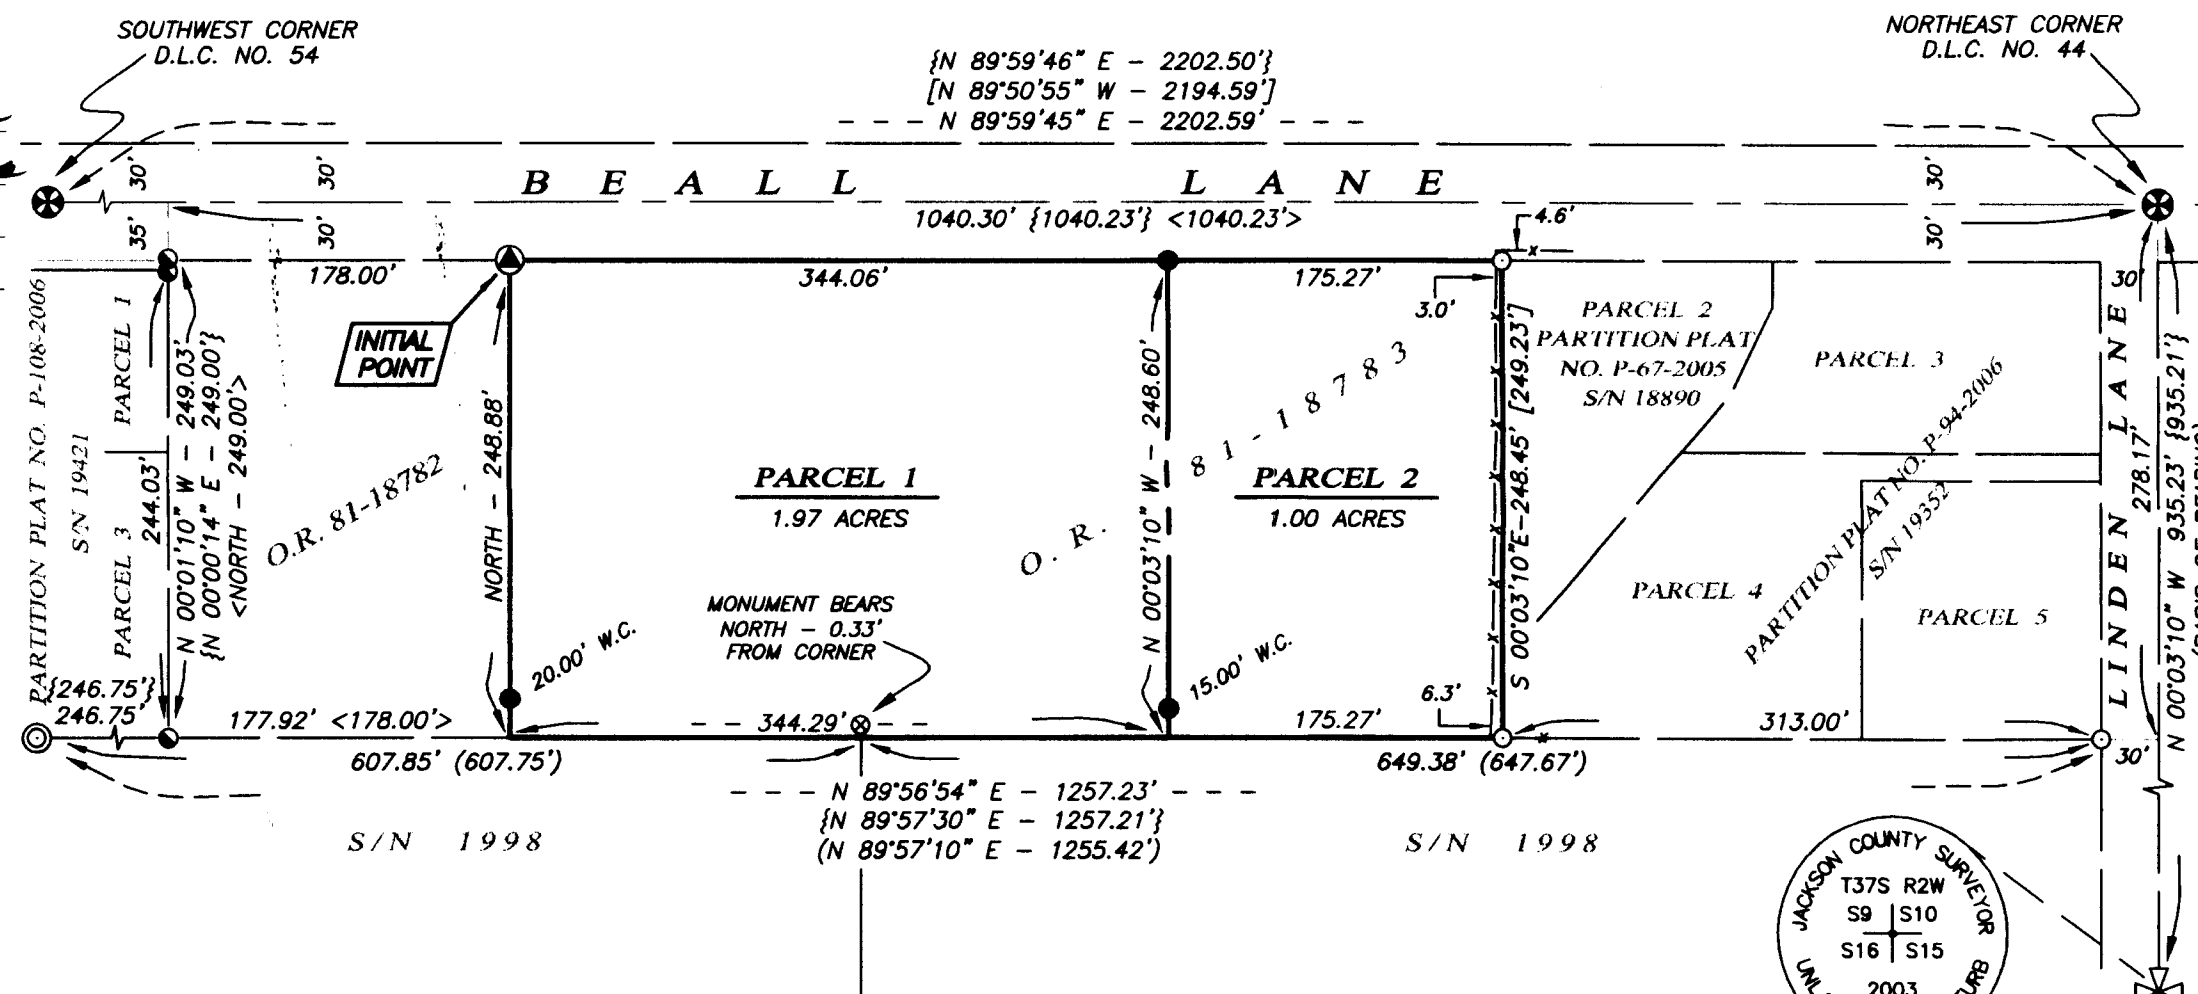 SOUTHWEST CORNER
D.L.C. NO. 54
NORTHEAST CORNER
D.L.C. NO. 44
{N 89°59'46" E – 2202.50'}
[N 89°50'55" W – 2194.59']
– – – N 89°59'45" E – 2202.59' – – –
30'
30'
30'
BEALL LANE
35'
30'
30'
1040.30' {1040.23'} <1040.23'>
4.6'
178.00'
344.06'
175.27'
3.0'
30'
INITIAL
POINT
PARTITION PLAT NO. P-108-2006
S/N 19421
PARCEL 1
PARCEL 3
244.03'
N 00°01'10" W – 249.03'
{N 00°00'14" E – 249.00'}
<NORTH – 249.00'>
O.R. 81-18782
NORTH – 248.88'
PARCEL 1
1.97 ACRES
O. R. 81-18783
N 00°03'10" W – 248.60'
PARCEL 2
1.00 ACRES
S 00°03'10"E-248.45' [249.23']
PARCEL 2
PARTITION PLAT
NO. P-67-2005
S/N 18890
PARCEL 3
PARTITION PLAT NO. P-94-2006
S/N 19352
PARCEL 4
PARCEL 5
LINDEN LANE
278.17'
N 00°03'10" W 935.23' {935.21'}
MONUMENT BEARS
NORTH – 0.33'
FROM CORNER
20.00' W.C.
15.00' W.C.
{246.75'}
246.75'
177.92' <178.00'>
344.29'
175.27'
6.3'
313.00'
30'
607.85' (607.75')
649.38' (647.67')
– – – N 89°56'54" E – 1257.23' – – –
{N 89°57'30" E – 1257.21'}
(N 89°57'10" E – 1255.42')
S/N 1998
S/N 1998
JACKSON COUNTY SURVEYOR
T37S R2W
S9 S10
S16 S15
2003